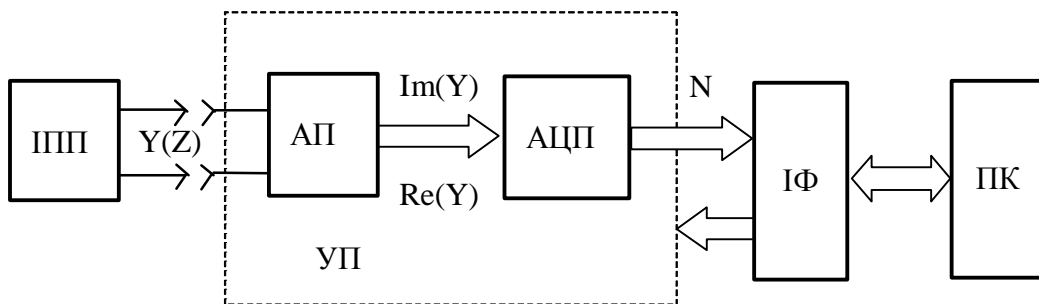 ІПП
Y(Z)
АП
Im(Y)
Re(Y)
АЦП
УП
N
ІФ
ПК